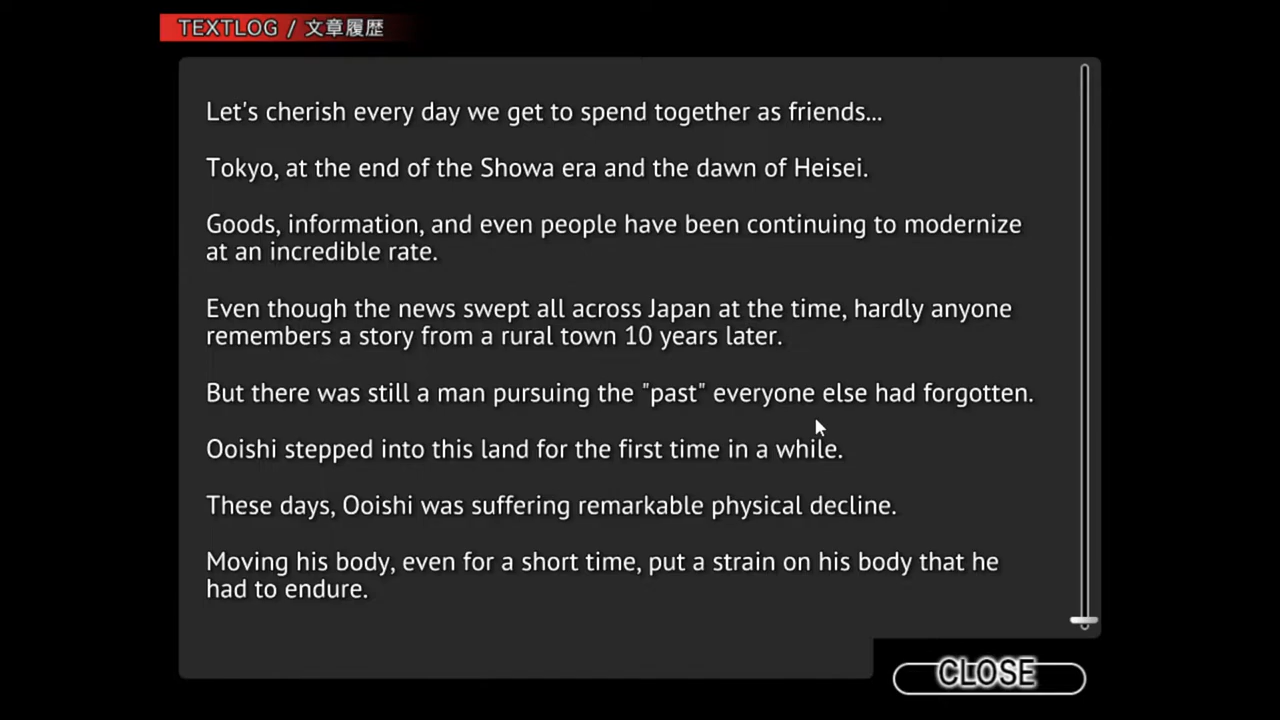 TEXTLOG / 文章履歴
Let's cherish every day we get to spend together as friends...
Tokyo, at the end of the Showa era and the dawn of Heisei.
Goods, information, and even people have been continuing to modernize
at an incredible rate.
Even though the news swept all across Japan at the time, hardly anyone
remembers a story from a rural town 10 years later.
But there was still a man pursuing the "past" everyone else had forgotten.
Ooishi stepped into this land for the first time in a while.
These days, Ooishi was suffering remarkable physical decline.
Moving his body, even for a short time, put a strain on his body that he
had to endure.
CLOSE